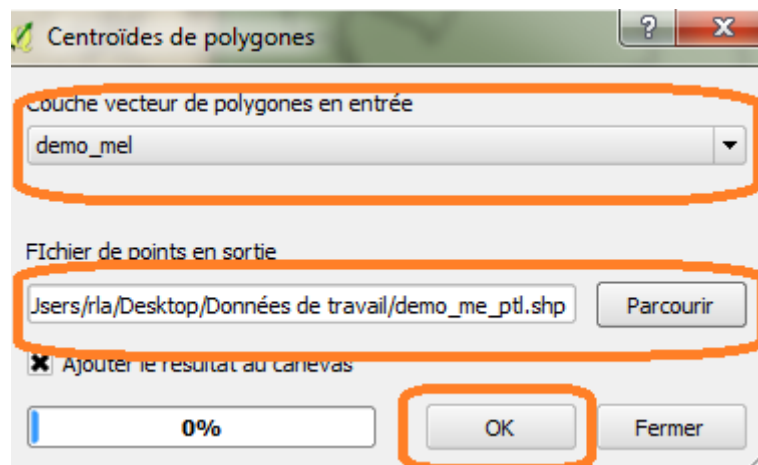 Centroïdes de polygones
Couche vecteur de polygones en entrée
demo_mel
FIchier de points en sortie
Jsers/rla/Desktop/Données de travail/demo_me_ptl.shp Parcourir
Ajouter le résultat au canevas
0% OK Fermer